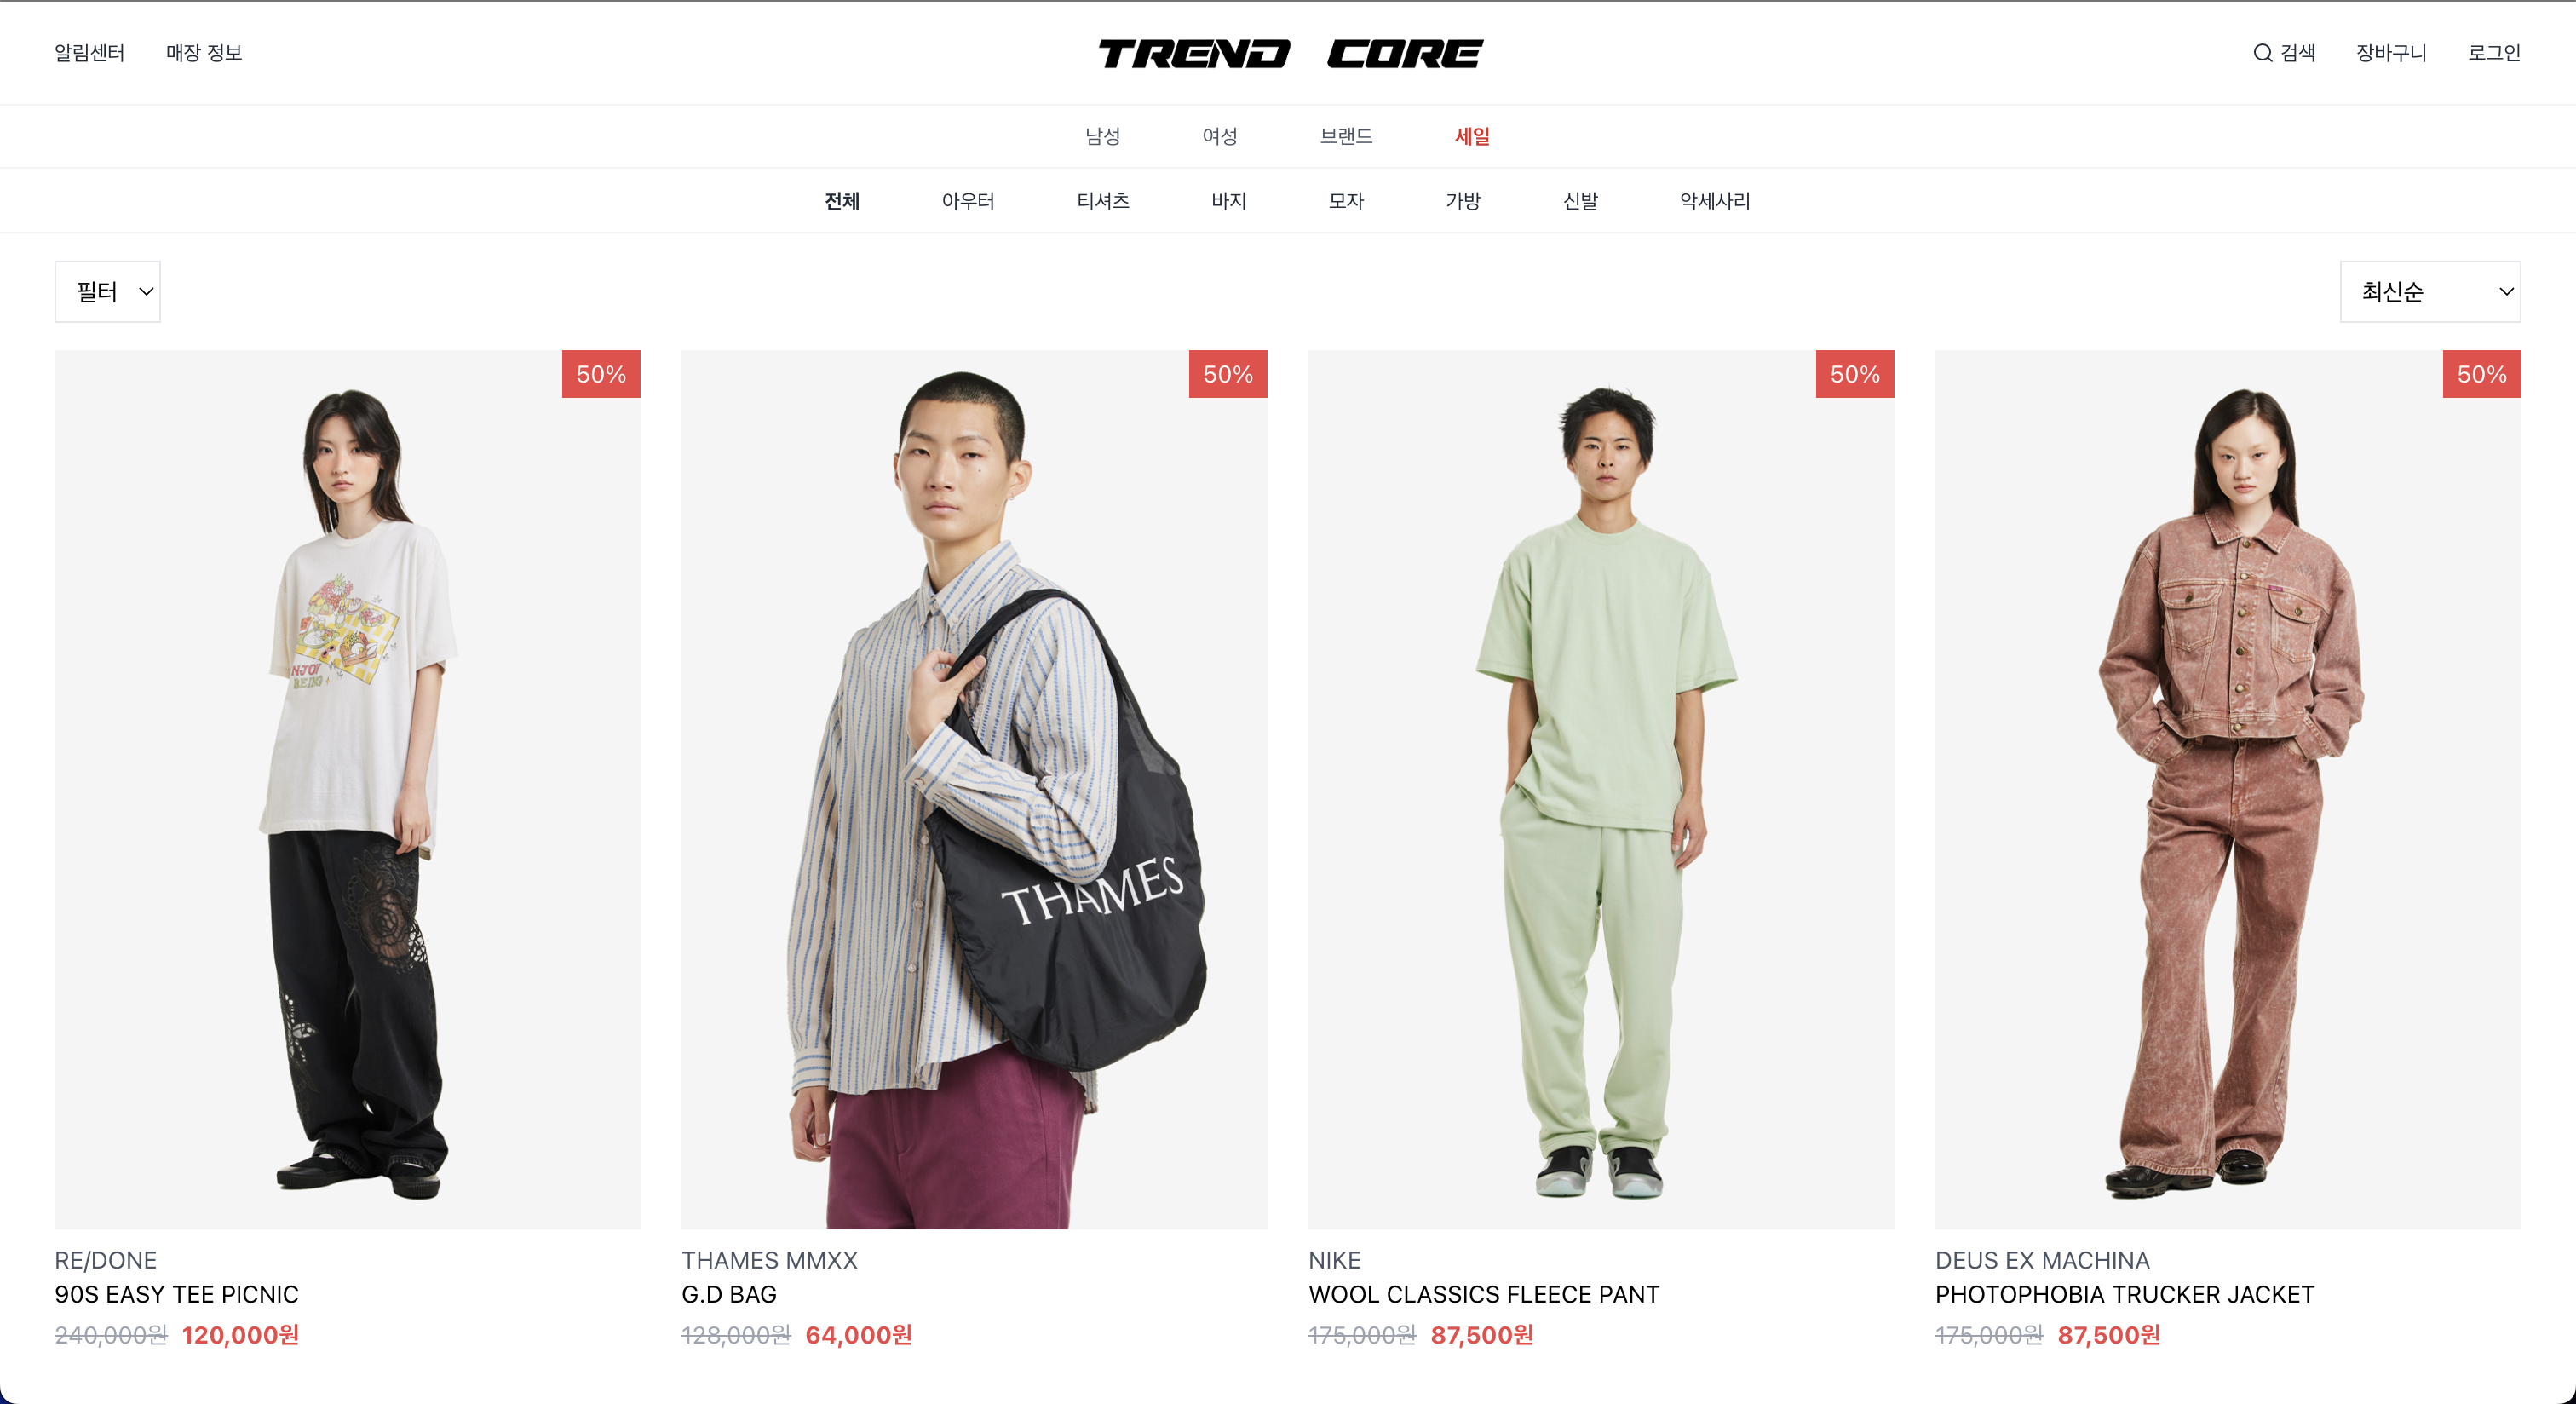 알림센터 매장 정보 TREND CORE 검색 장바구니 로그인
남성 여성 브랜드 세일
전체 아우터 티셔츠 바지 모자 가방 신발 악세사리
필터 최신순
50% 50% 50% 50%
NJOY
BEING
THAMES
RE/DONE
90S EASY TEE PICNIC
240,000원 120,000원
THAMES MMXX
G.D BAG
128,000원 64,000원
NIKE
WOOL CLASSICS FLEECE PANT
175,000원 87,500원
DEUS EX MACHINA
PHOTOPHOBIA TRUCKER JACKET
175,000원 87,500원